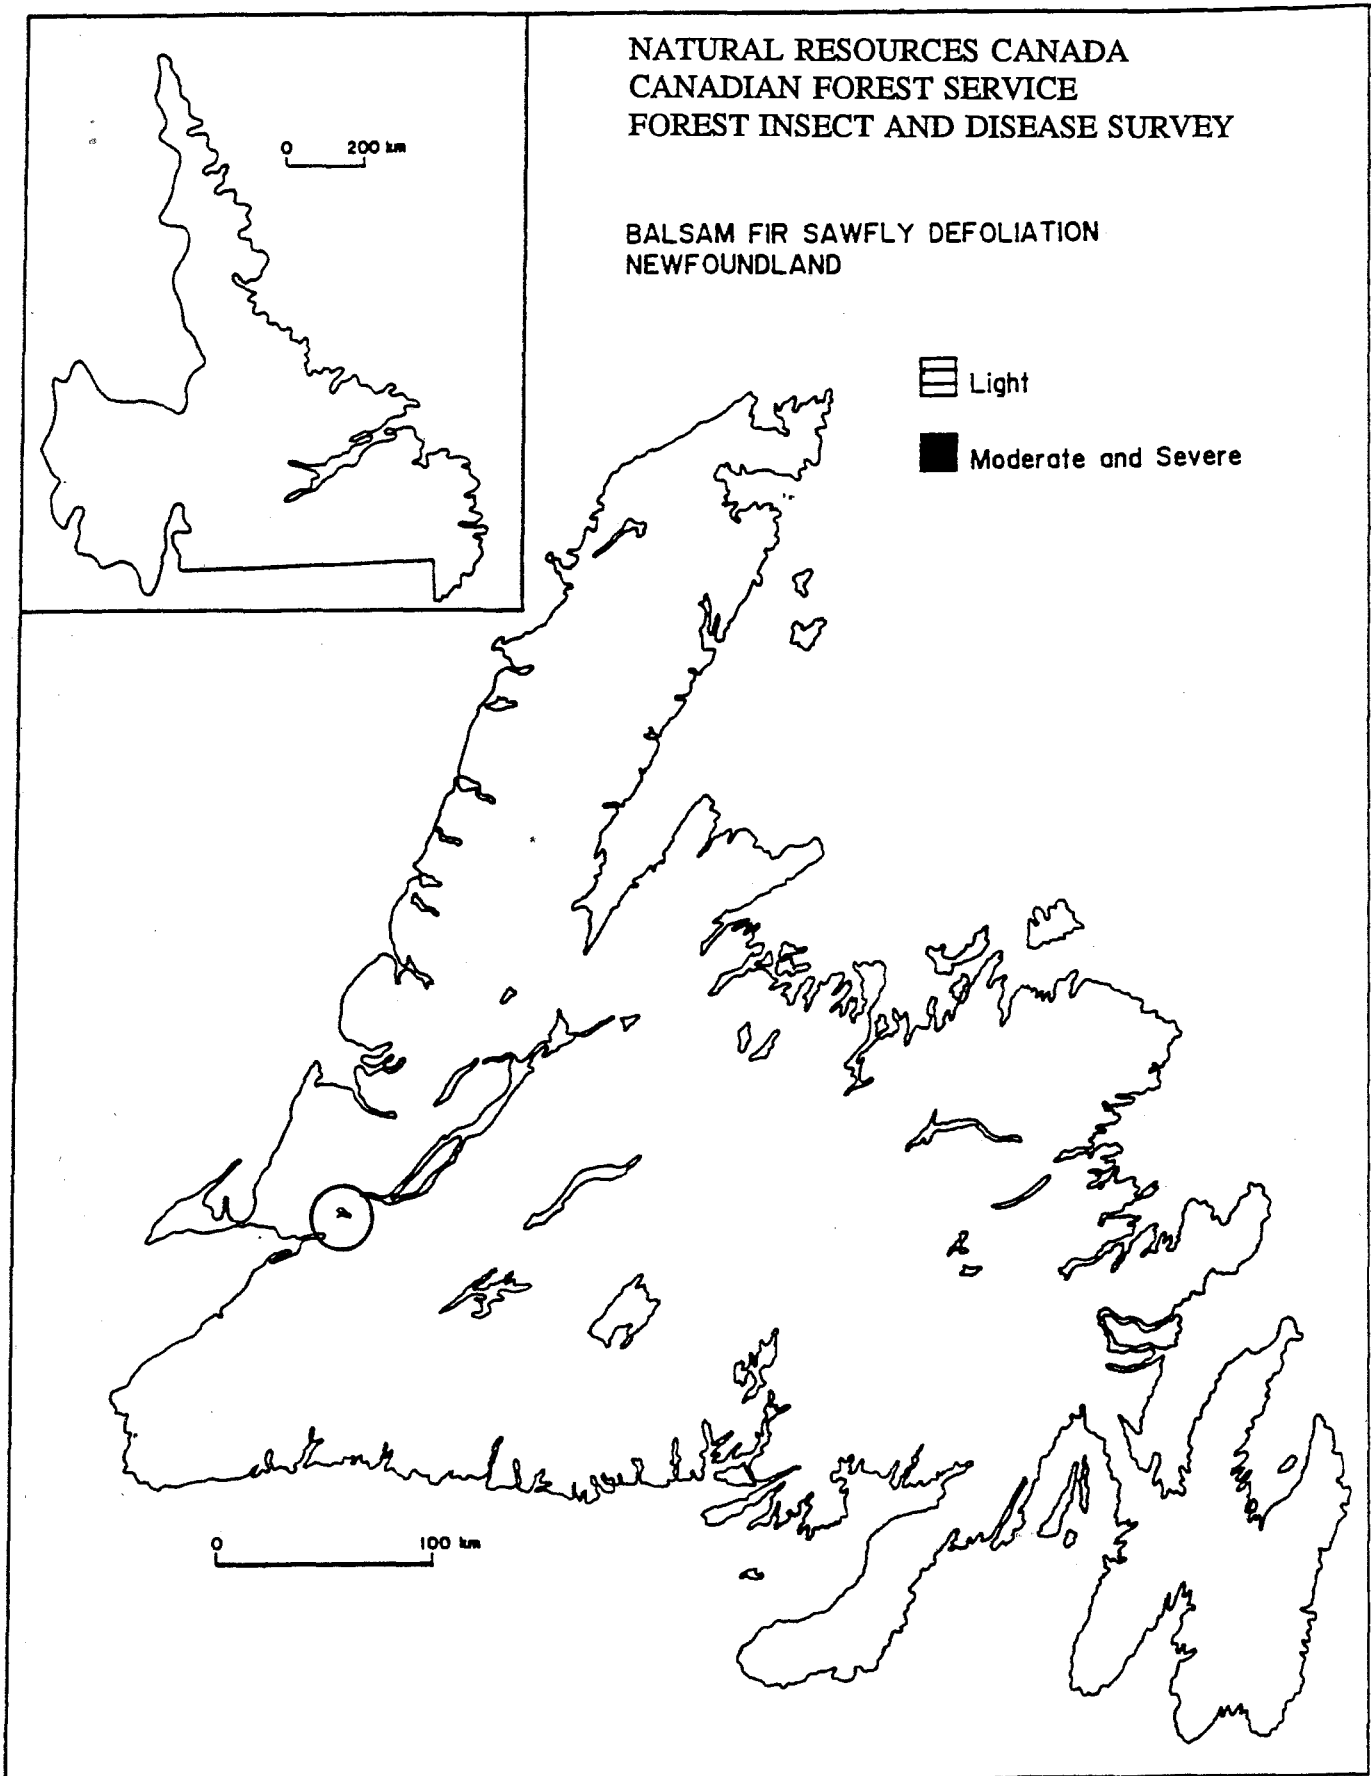 NATURAL RESOURCES CANADA
CANADIAN FOREST SERVICE
FOREST INSECT AND DISEASE SURVEY
0 200 km
BALSAM FIR SAWFLY DEFOLIATION
NEWFOUNDLAND
Light
Moderate and Severe
0 100 km